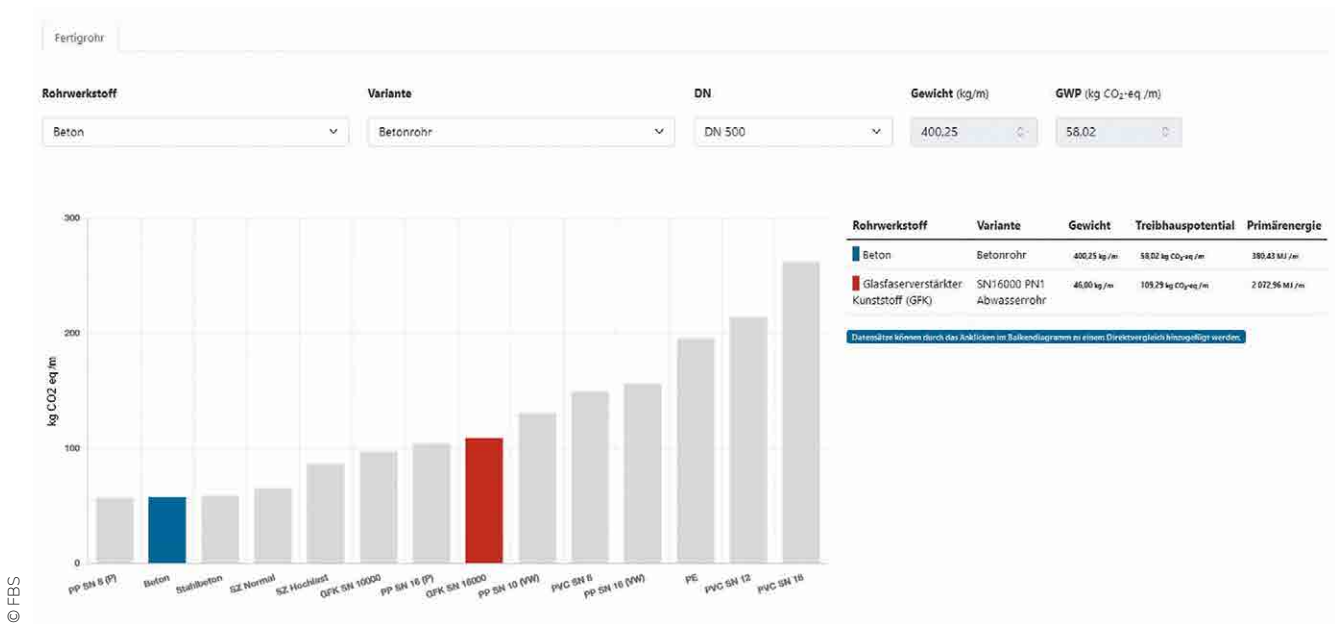 Fertigrohr
Rohrwerkstoff Variante DN Gewicht (kg/m) GWP (kg CO₂-eq /m)
Beton Betonrohr DN 500 400,25 58,02
300
200
100
0
kg CO2 eq /m
PP SN 8 (P) Beton Stahlbeton SZ Normal SZ Hochlast GFK SN 10000 PP SN 16 (P) GFK SN 16000 PP SN 10 (VW) PVC SN 8 PP SN 16 (VW) PE PVC SN 12 PVC SN 16
Rohrwerkstoff Variante Gewicht Treibhauspotential Primärenergie
Beton Betonrohr 400,25 kg /m 58,02 kg CO₂-eq /m 380,43 MJ /m
Glasfaserverstärkter SN16000 PN1 46,00 kg /m 109,29 kg CO₂-eq /m 2 072,96 MJ /m
Kunststoff (GFK) Abwasserrohr
Datensätze können durch das Anklicken im Balkendiagramm zu einem Direktvergleich hinzugefügt werden.
© FBS